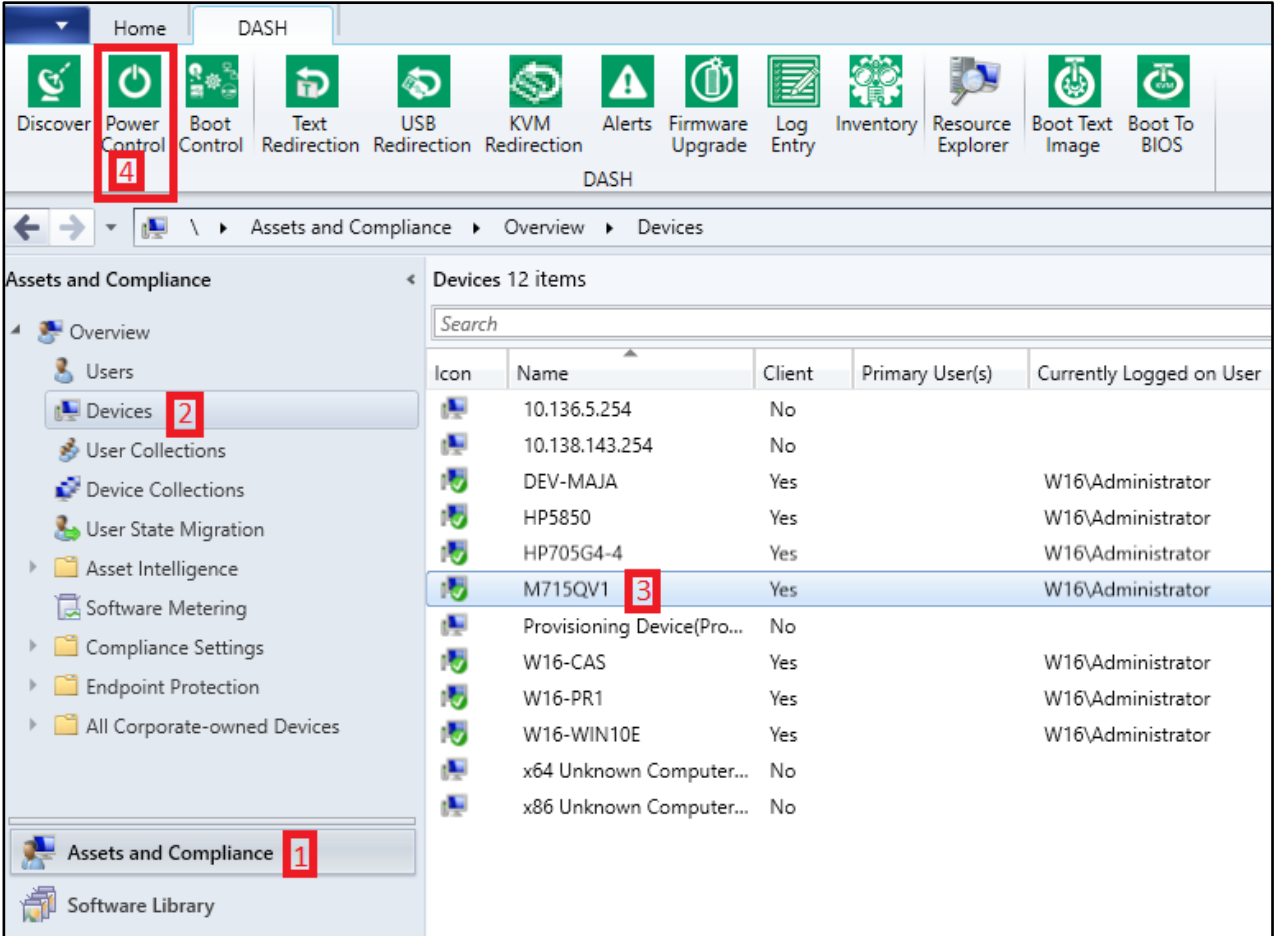 Home DASH
Discover Power Control Boot Control Text Redirection USB Redirection KVM Redirection Alerts Firmware Upgrade Log Entry Inventory Resource Explorer Boot Text Image Boot To BIOS
KVM
4
DASH
\ Assets and Compliance Overview Devices
Assets and Compliance
Overview
Users
Devices 2
User Collections
Device Collections
User State Migration
Asset Intelligence
Software Metering
Compliance Settings
Endpoint Protection
All Corporate-owned Devices
Assets and Compliance 1
Software Library
Devices 12 items
Search
Icon Name Client Primary User(s) Currently Logged on User
10.136.5.254 No
10.138.143.254 No
DEV-MAJA Yes W16\Administrator
HP5850 Yes W16\Administrator
HP705G4-4 Yes W16\Administrator
M715QV1 3 Yes W16\Administrator
Provisioning Device(Pro... No
W16-CAS Yes W16\Administrator
W16-PR1 Yes W16\Administrator
W16-WIN10E Yes W16\Administrator
x64 Unknown Computer... No
x86 Unknown Computer... No